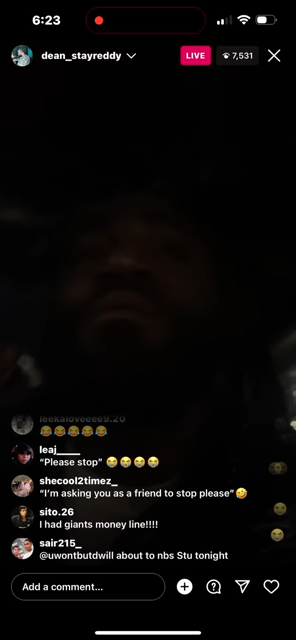 6:23
dean_stayreddy
LIVE
7,531
leekaloveeee9.20
😂😂😂😂😂
leaj____
“Please stop” 😭😭😭😭
shecool2timez_
“I’m asking you as a friend to stop please”🤣
sito.26
I had giants money line!!!!
sair215_
@uwontbutdwill about to nbs Stu tonight
Add a comment...